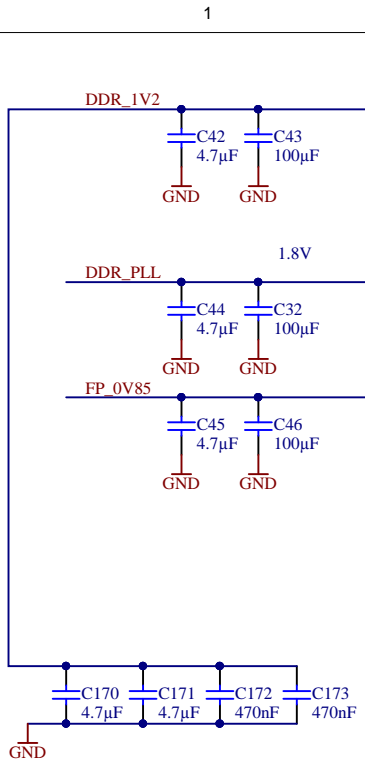 1
DDR_1V2
C42 C43
4.7µF 100µF
GND GND
1.8V
DDR_PLL
C44 C32
4.7µF 100µF
GND GND
FP_0V85
C45 C46
4.7µF 100µF
GND GND
C170 C171 C172 C173
4.7µF 4.7µF 470nF 470nF
GND